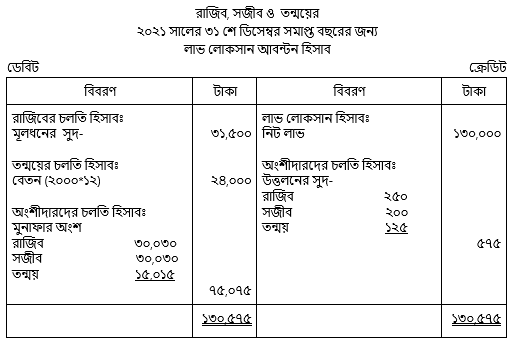 রাজিব, সজীব ও তন্ময়ের
২০২১ সালের ৩১ শে ডিসেম্বর সমাপ্ত বছরের জন্য
লাভ লোকসান আবন্টন হিসাব
ডেবিট ক্রেডিট
বিবরণ টাকা বিবরণ টাকা
রাজিবের চলতি হিসাবঃ লাভ লোকসান হিসাবঃ
মূলধনের সুদ- ৩১,৫০০ নিট লাভ ১৩০,০০০
তন্ময়ের চলতি হিসাবঃ অংশীদারদের চলতি হিসাবঃ
বেতন (২০০০*১২) ২৪,০০০ উত্তলনের সুদ-
রাজিব ২৫০
অংশীদারদের চলতি হিসাবঃ সজীব ২০০
মুনাফার অংশ তন্ময় ১২৫
রাজিব ৩০,০৩০ ৫৭৫
সজীব ৩০,০৩০
তন্ময় ১৫,০১৫
৭৫,০৭৫
১৩০,৫৭৫ ১৩০,৫৭৫